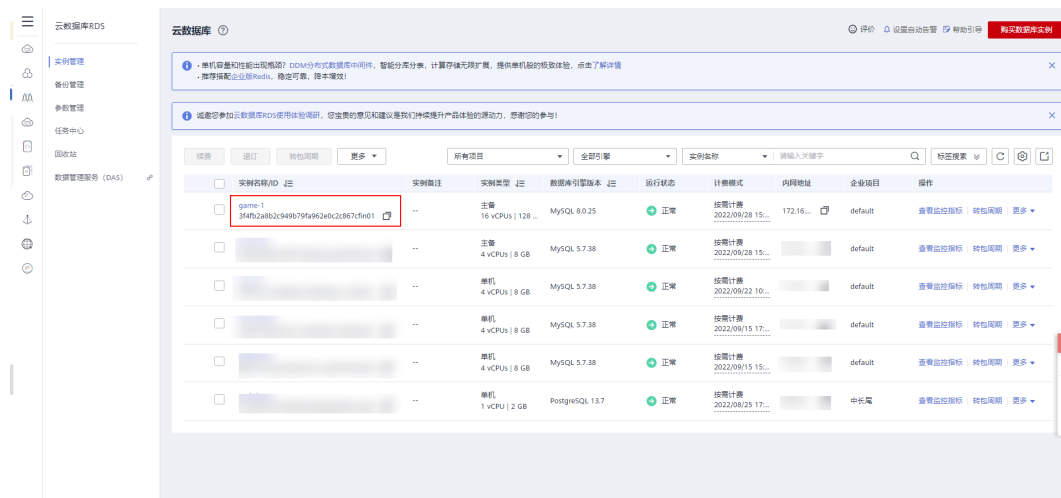 云数据库RDS
实例管理
备份管理
参数管理
任务中心
回收站
数据管理服务（DAS）
云数据库
评价 设置自动告警 帮助引导 购买数据库实例
· 单机容量和性能出现瓶颈？DDM分布式数据库中间件，智能分库分表，计算存储无限扩展，提供单机般的极致体验，点击了解详情
· 推荐搭配企业版Redis，稳定可靠，降本增效！
诚邀您参加云数据库RDS使用体验调研，您宝贵的意见和建议是我们持续提升产品体验的源动力，感谢您的参与！
续费 退订 转包周期 更多 所有项目 全部引擎 实例名称 请输入关键字 标签搜索
实例名称/ID 实例备注 实例类型 数据库引擎版本 运行状态 计费模式 内网地址 企业项目 操作
game-1
3f4fb2a8b2c949b79fa962e0c2c867cfin01 -- 主备 16 vCPUs | 128 ... MySQL 8.0.25 正常 按需计费 2022/09/28 15:... 172.16... default 查看监控指标 转包周期 更多
-- 主备 4 vCPUs | 8 GB MySQL 5.7.38 正常 按需计费 2022/09/28 15:... default 查看监控指标 转包周期 更多
-- 单机 4 vCPUs | 8 GB MySQL 5.7.38 正常 按需计费 2022/09/22 10:... default 查看监控指标 转包周期 更多
-- 单机 4 vCPUs | 8 GB MySQL 5.7.38 正常 按需计费 2022/09/15 17:... default 查看监控指标 转包周期 更多
-- 单机 4 vCPUs | 8 GB MySQL 5.7.38 正常 按需计费 2022/09/15 15:... default 查看监控指标 转包周期 更多
-- 单机 1 vCPU | 2 GB PostgreSQL 13.7 正常 按需计费 2022/08/25 17:... 中长尾 查看监控指标 转包周期 更多